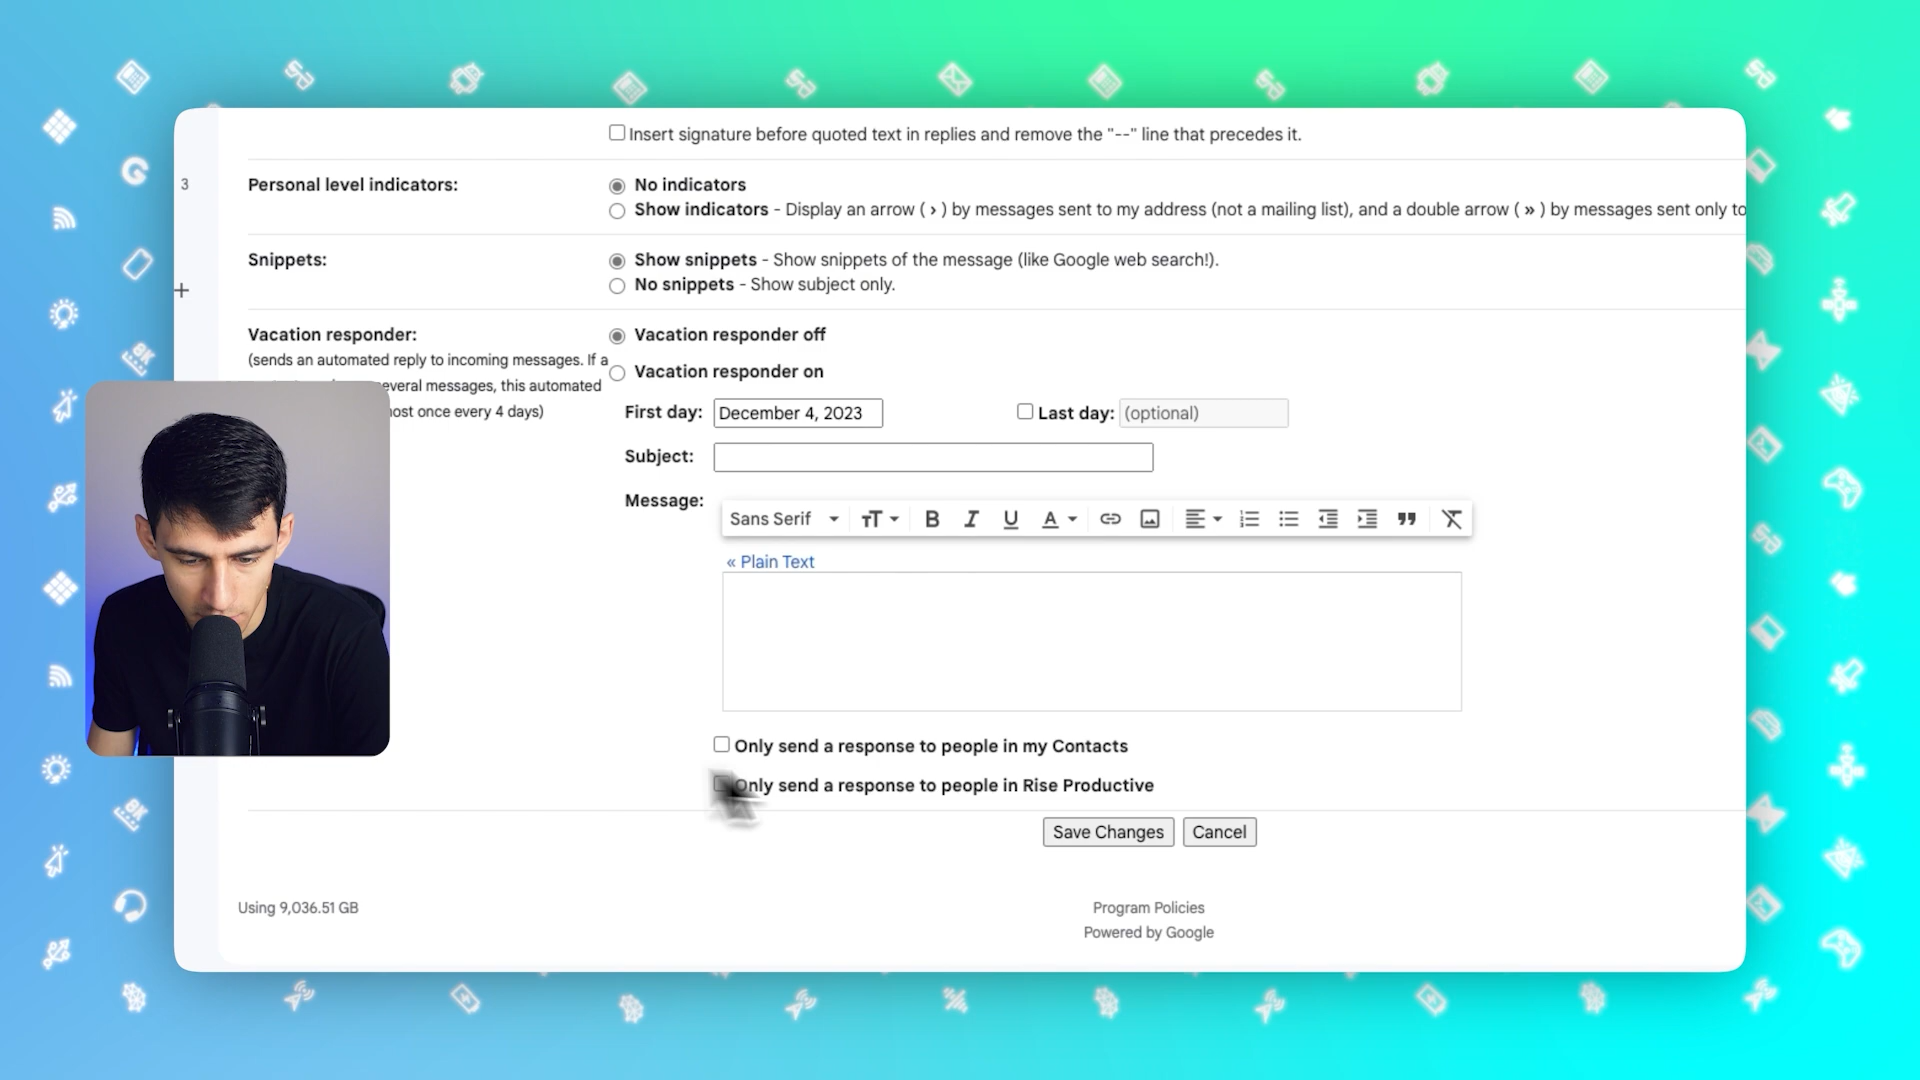 Insert signature before quoted text in replies and remove the "--" line that precedes it.
3
Personal level indicators:
No indicators
Show indicators - Display an arrow ( › ) by messages sent to my address (not a mailing list), and a double arrow ( » ) by messages sent only to
Snippets:
Show snippets - Show snippets of the message (like Google web search!).
No snippets - Show subject only.
Vacation responder:
(sends an automated reply to incoming messages. If a
several messages, this automated
most once every 4 days)
Vacation responder off
Vacation responder on
First day: December 4, 2023 Last day: (optional)
Subject:
Message:
Sans Serif
« Plain Text
Only send a response to people in my Contacts
Only send a response to people in Rise Productive
Save Changes Cancel
Using 9,036.51 GB
Program Policies
Powered by Google